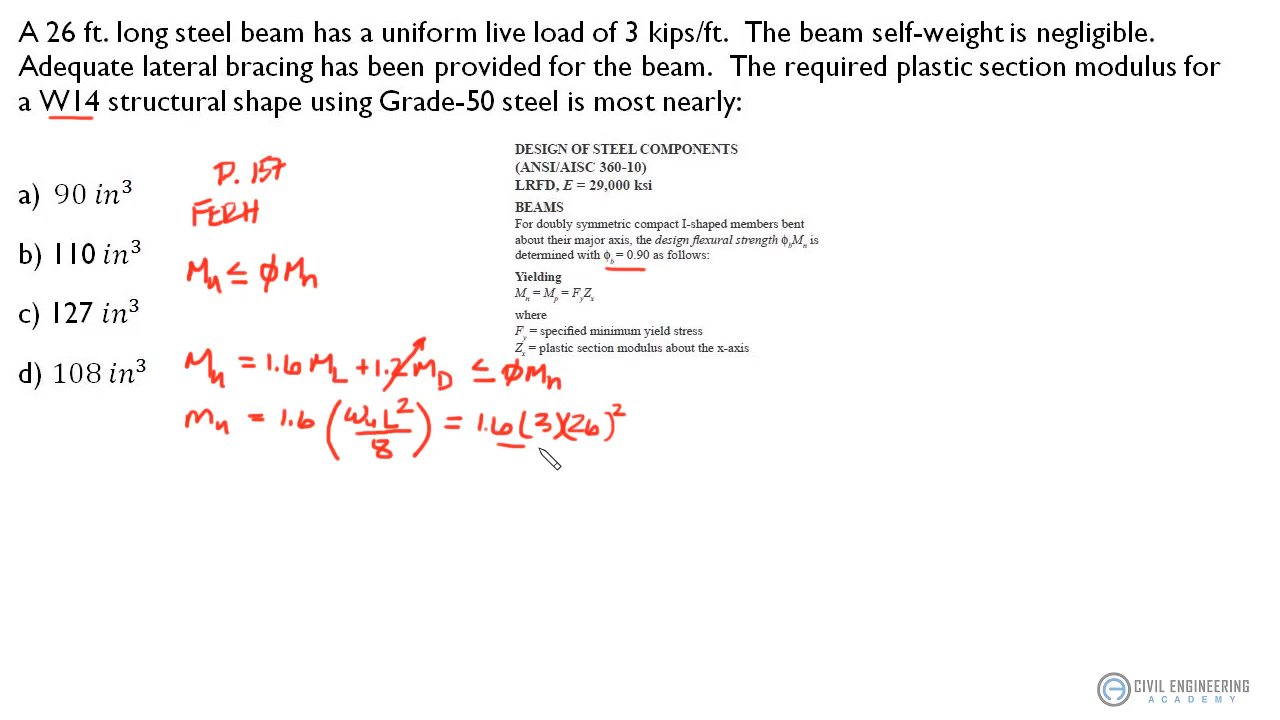 A 26 ft. long steel beam has a uniform live load of 3 kips/ft. The beam self-weight is negligible.
Adequate lateral bracing has been provided for the beam. The required plastic section modulus for
a W14 structural shape using Grade-50 steel is most nearly:
a) 90 in³
b) 110 in³
c) 127 in³
d) 108 in³
P. 157
FERH
Mu ≤ ϕMn
DESIGN OF STEEL COMPONENTS
(ANSI/AISC 360-10)
LRFD, E = 29,000 ksi
BEAMS
For doubly symmetric compact I-shaped members bent
about their major axis, the design flexural strength ϕbMn is
determined with ϕb = 0.90 as follows:
Yielding
Mn = Mp = FyZx
where
Fy = specified minimum yield stress
Zx = plastic section modulus about the x-axis
Mu = 1.6 ML + 1.2 MD ≤ ϕMn
Mu = 1.6 (wuL²/8) = 1.6(3)(26)²
CIVIL ENGINEERING
ACADEMY